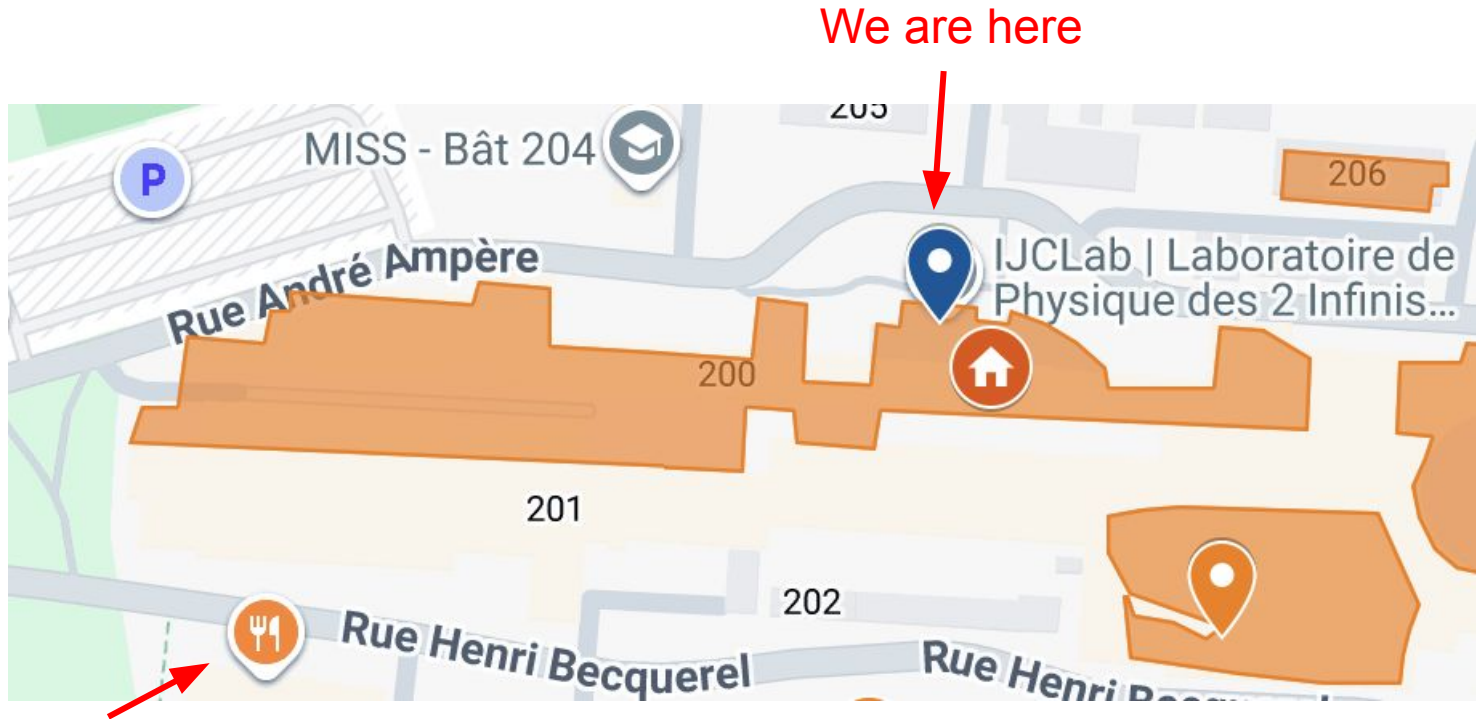 We are here
205
MISS - Bât 204
P
206
Rue André Ampère
IJCLab | Laboratoire de
Physique des 2 Infinis...
200
201
202
Rue Henri Becquerel
Rue Henri Becquerel